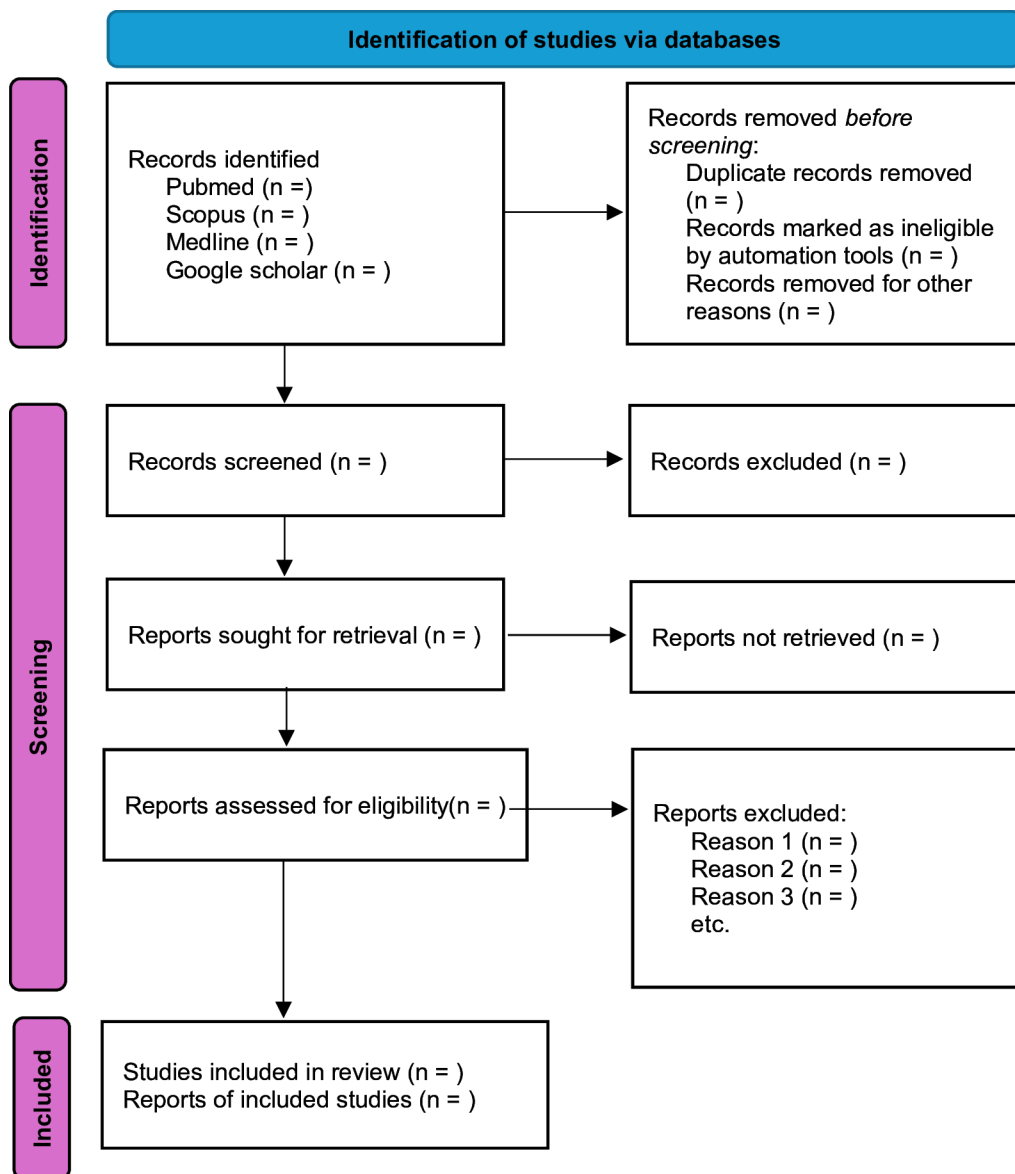 Identification of studies via databases
Identification
Records identified
Pubmed (n =)
Scopus (n = )
Medline (n = )
Google scholar (n = )
Records removed before
screening:
Duplicate records removed
(n = )
Records marked as ineligible
by automation tools (n = )
Records removed for other
reasons (n = )
Screening
Records screened (n = )
Records excluded (n = )
Reports sought for retrieval (n = )
Reports not retrieved (n = )
Reports assessed for eligibility(n = )
Reports excluded:
Reason 1 (n = )
Reason 2 (n = )
Reason 3 (n = )
etc.
Included
Studies included in review (n = )
Reports of included studies (n = )